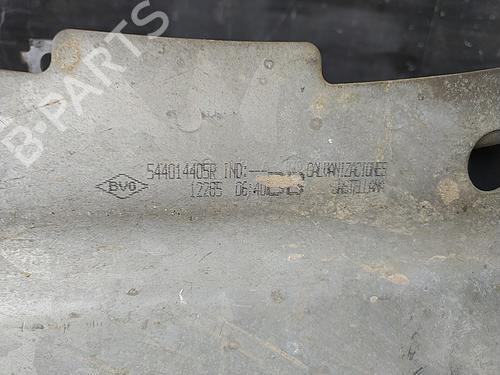 B-PARTS
544014405R IND:--- GALVANIZACIONES
BVO 12285 06:40 CASTELLANA